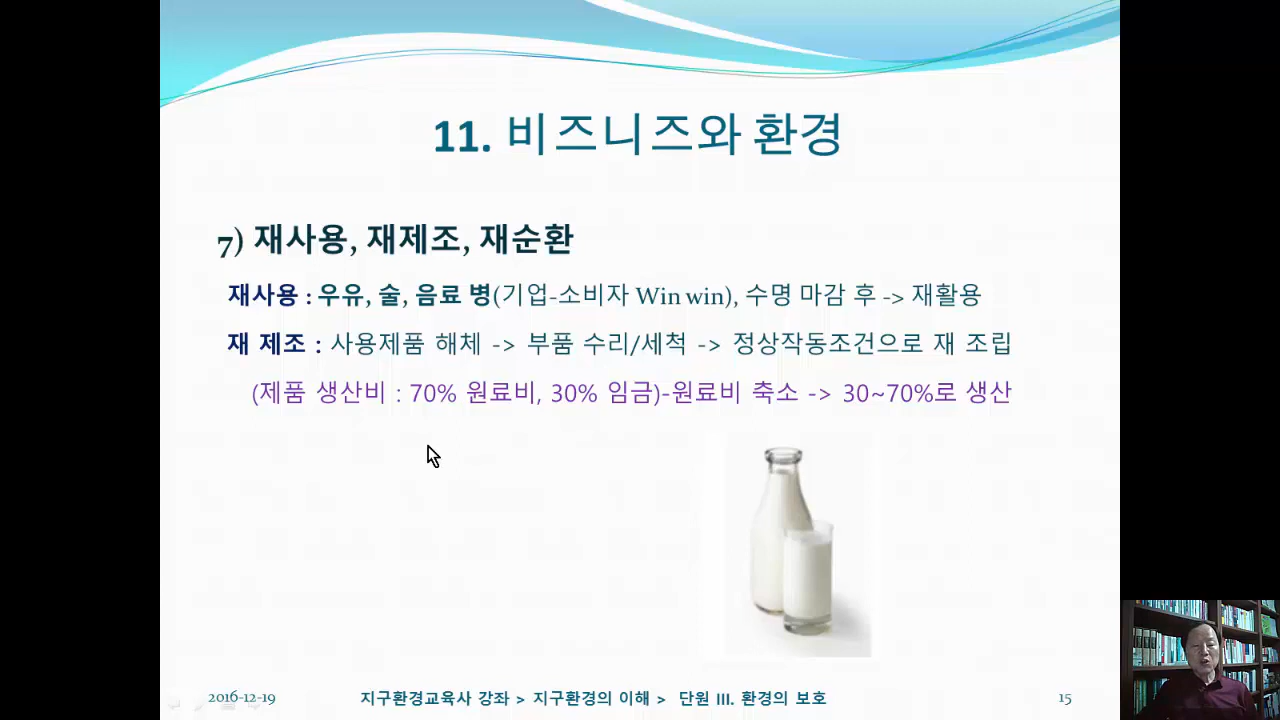 11. 비즈니즈와 환경
7) 재사용, 재제조, 재순환
재사용 : 우유, 술, 음료 병(기업-소비자 Win win), 수명 마감 후 -> 재활용
재 제조 : 사용제품 해체 -> 부품 수리/세척 -> 정상작동조건으로 재 조립
(제품 생산비 : 70% 원료비, 30% 임금)-원료비 축소 -> 30~70%로 생산
2016-12-19 지구환경교육사 강좌 > 지구환경의 이해 > 단원 III. 환경의 보호 15